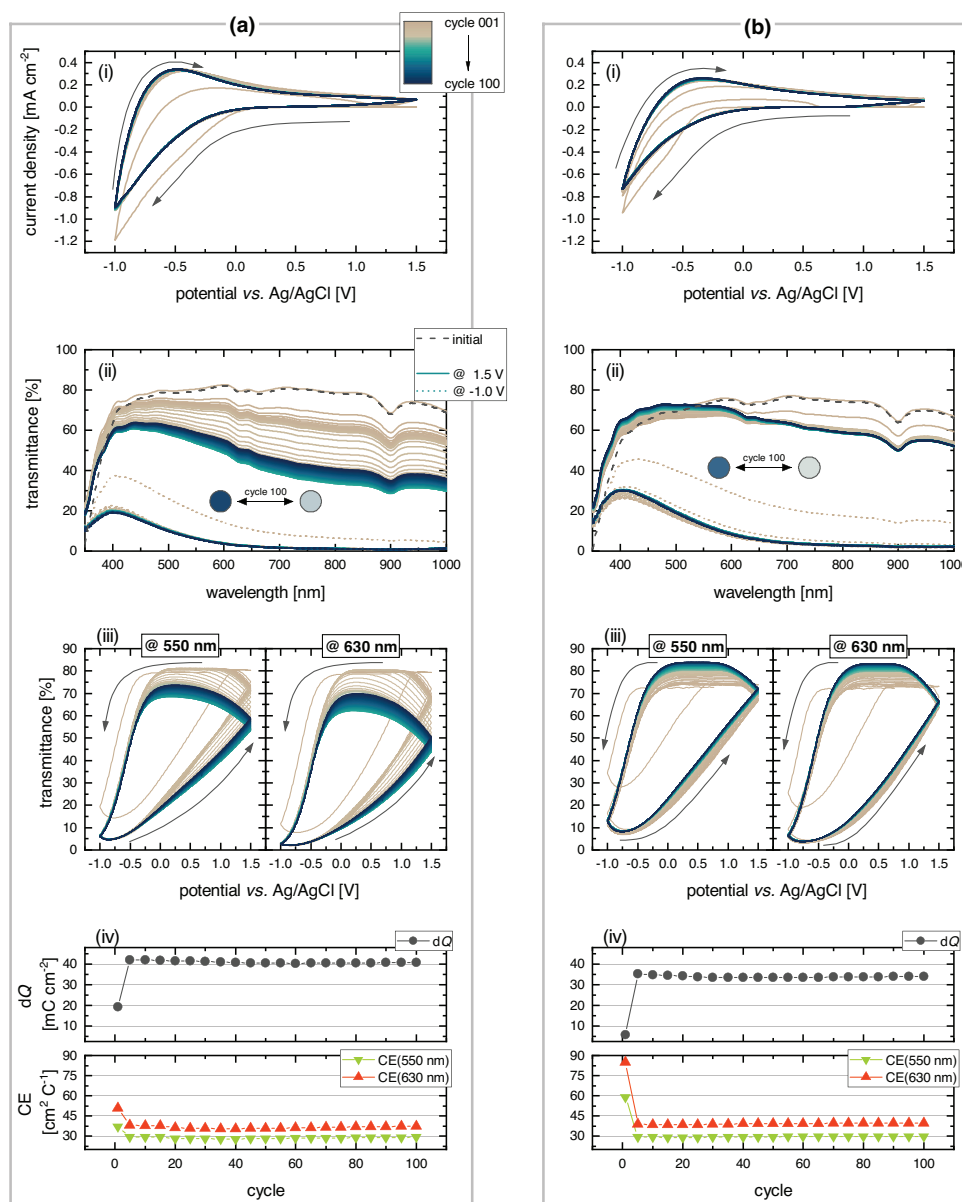 (a)
cycle 001
cycle 100
(b)
(i)
current density [mA cm-2]
0.4
0.2
0.0
-0.2
-0.4
-0.6
-0.8
-1.0
-1.2
-1.0 -0.5 0.0 0.5 1.0 1.5
potential vs. Ag/AgCl [V]
(i)
0.4
0.2
0.0
-0.2
-0.4
-0.6
-0.8
-1.0
-1.2
-1.0 -0.5 0.0 0.5 1.0 1.5
potential vs. Ag/AgCl [V]
initial
@ 1.5 V
@ -1.0 V
(ii)
transmittance [%]
100
80
60
40
20
0
cycle 100
400 500 600 700 800 900 1000
wavelength [nm]
(ii)
100
80
60
40
20
0
cycle 100
400 500 600 700 800 900 1000
wavelength [nm]
(iii)
@ 550 nm
@ 630 nm
transmittance [%]
90
80
70
60
50
40
30
20
10
0
-1.0 -0.5 0.0 0.5 1.0 1.5
-1.0 -0.5 0.0 0.5 1.0 1.5
potential vs. Ag/AgCl [V]
(iii)
@ 550 nm
@ 630 nm
90
80
70
60
50
40
30
20
10
0
-1.0 -0.5 0.0 0.5 1.0 1.5
-1.0 -0.5 0.0 0.5 1.0 1.5
potential vs. Ag/AgCl [V]
(iv)
dQ
dQ
[mC cm-2]
40
30
20
10
CE(550 nm)
CE(630 nm)
CE
[cm2 C-1]
90
75
60
45
30
0 20 40 60 80 100
cycle
(iv)
dQ
40
30
20
10
CE(550 nm)
CE(630 nm)
90
75
60
45
30
0 20 40 60 80 100
cycle